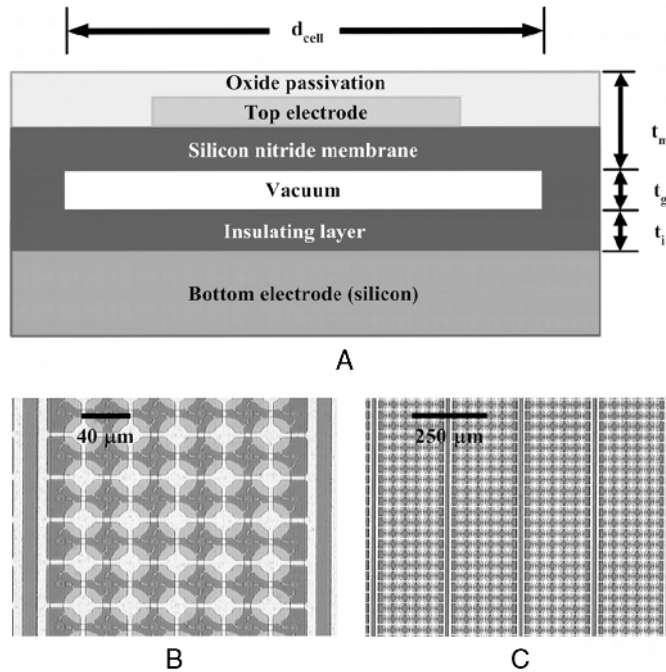 d_cell
Oxide passivation
Top electrode
t_m
Silicon nitride membrane
Vacuum
t_g
Insulating layer
t_i
Bottom electrode (silicon)
A
40 μm
250 μm
B
C